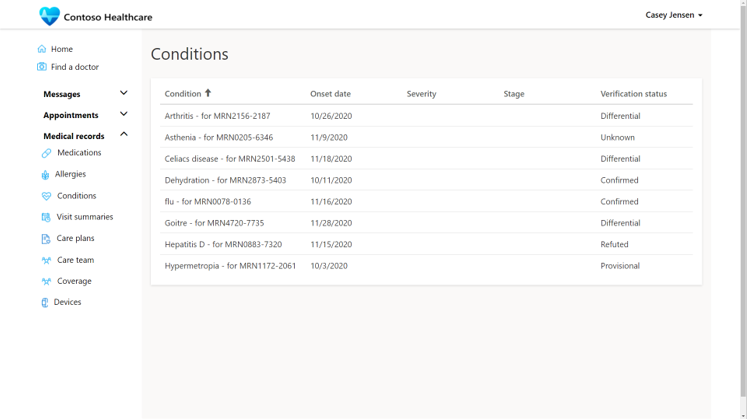 Contoso Healthcare
Casey Jensen
Home
Find a doctor
Messages
Appointments
Medical records
Medications
Allergies
Conditions
Visit summaries
Care plans
Care team
Coverage
Devices
Conditions
Condition Onset date Severity Stage Verification status
Arthritis - for MRN2156-2187 10/26/2020 Differential
Asthenia - for MRN0205-6346 11/9/2020 Unknown
Celiacs disease - for MRN2501-5438 11/18/2020 Differential
Dehydration - for MRN2873-5403 10/11/2020 Confirmed
flu - for MRN0078-0136 11/16/2020 Confirmed
Goitre - for MRN4720-7735 11/28/2020 Differential
Hepatitis D - for MRN0883-7320 11/15/2020 Refuted
Hypermetropia - for MRN1172-2061 10/3/2020 Provisional